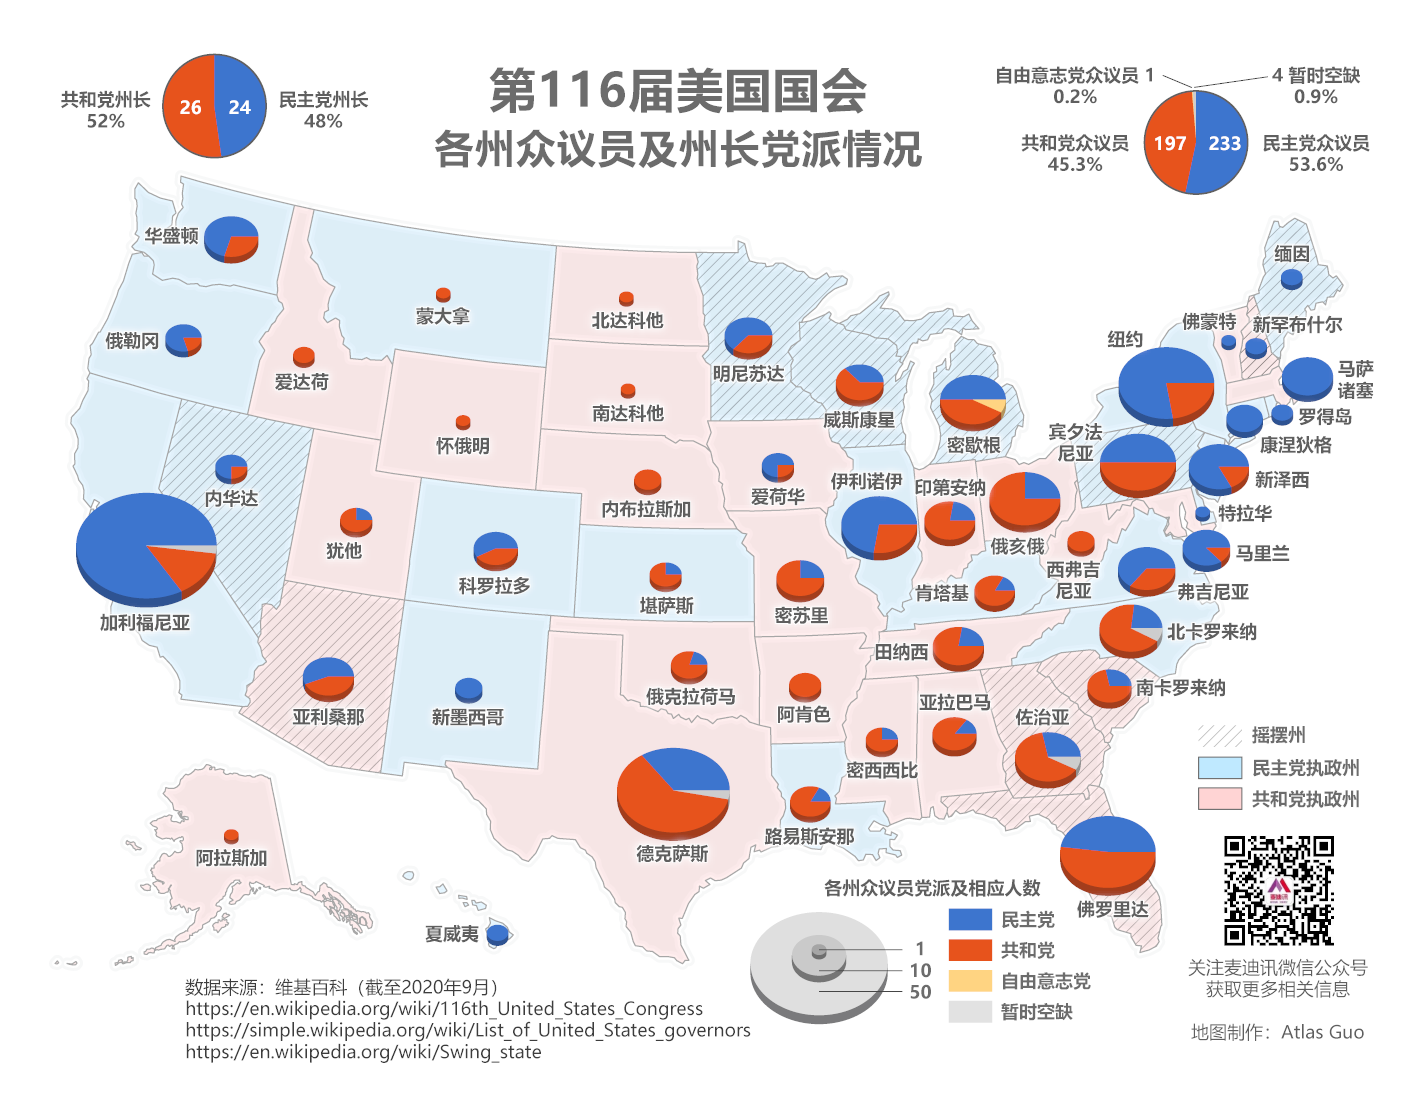 第116届美国国会
各州众议员及州长党派情况
共和党州长
52%
26
24
民主党州长
48%
自由意志党众议员 1
0.2%
4 暂时空缺
0.9%
共和党众议员
45.3%
197
233
民主党众议员
53.6%
华盛顿
俄勒冈
蒙大拿
爱达荷
北达科他
南达科他
怀俄明
明尼苏达
威斯康星
密歇根
缅因
佛蒙特
新罕布什尔
纽约
马萨
诸塞
罗得岛
康涅狄格
宾夕法
尼亚
新泽西
特拉华
马里兰
内华达
犹他
内布拉斯加
爱荷华
伊利诺伊
印第安纳
俄亥俄
西弗吉
尼亚
弗吉尼亚
加利福尼亚
科罗拉多
堪萨斯
密苏里
肯塔基
北卡罗来纳
田纳西
南卡罗来纳
亚利桑那
新墨西哥
俄克拉荷马
阿肯色
亚拉巴马
佐治亚
密西西比
路易斯安那
德克萨斯
佛罗里达
阿拉斯加
夏威夷
摇摆州
民主党执政州
共和党执政州
各州众议员党派及相应人数
1
10
50
民主党
共和党
自由意志党
暂时空缺
麦迪讯
关注麦迪讯微信公众号
获取更多相关信息
地图制作：Atlas Guo
数据来源：维基百科（截至2020年9月）
https://en.wikipedia.org/wiki/116th_United_States_Congress
https://simple.wikipedia.org/wiki/List_of_United_States_governors
https://en.wikipedia.org/wiki/Swing_state